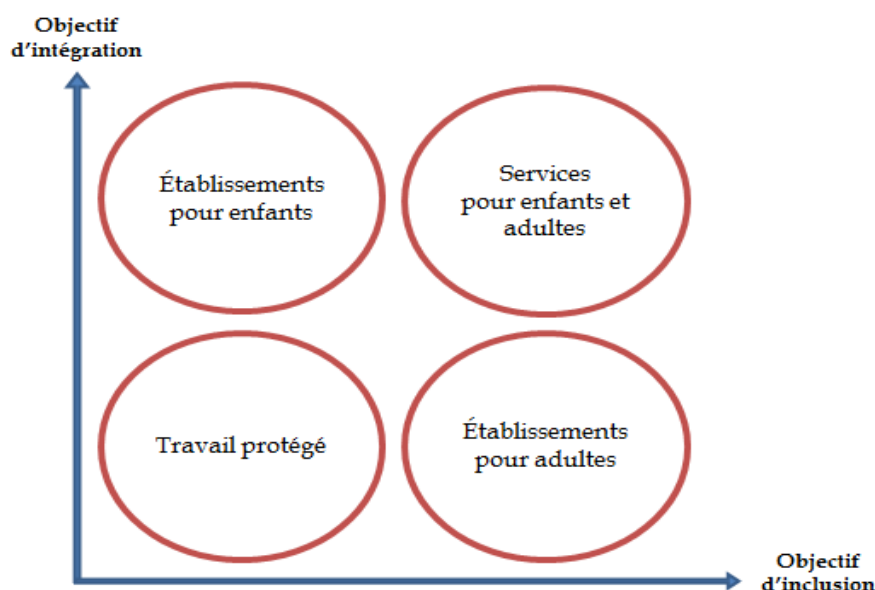 Objectif
d'intégration
Établissements
pour enfants
Services
pour enfants et
adultes
Travail protégé
Établissements
pour adultes
Objectif
d'inclusion